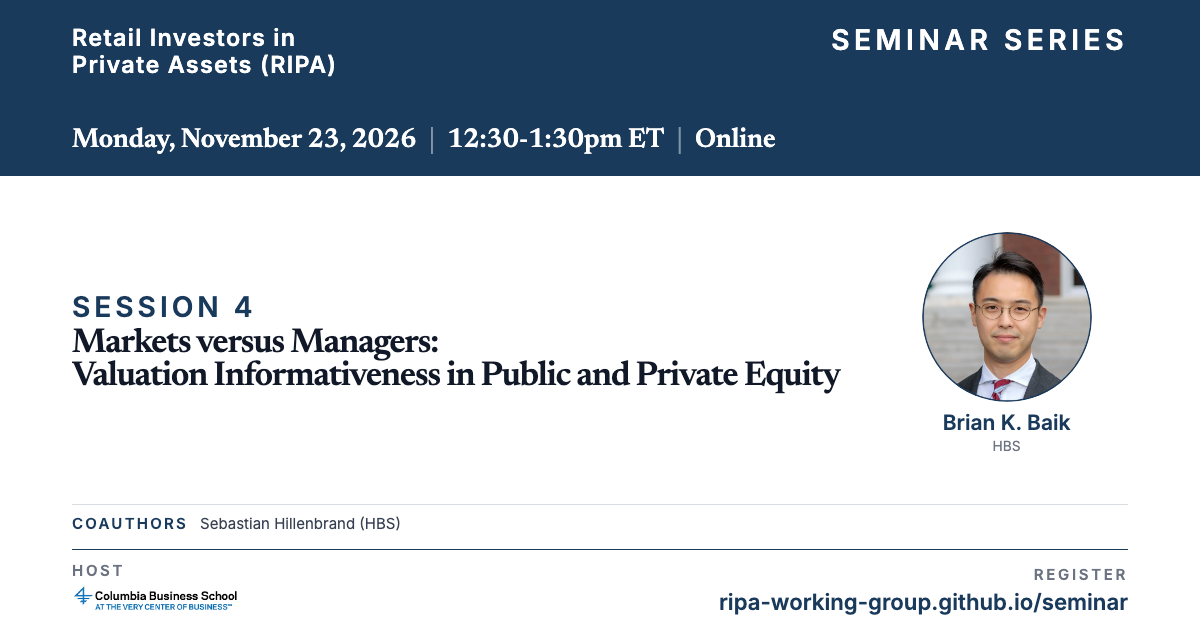 Retail Investors in
Private Assets (RIPA)
SEMINAR SERIES
Monday, November 23, 2026 | 12:30-1:30pm ET | Online
SESSION 4
Markets versus Managers:
Valuation Informativeness in Public and Private Equity
Brian K. Baik
HBS
COAUTHORS Sebastian Hillenbrand (HBS)
HOST
Columbia Business School
AT THE VERY CENTER OF BUSINESS™
REGISTER
ripa-working-group.github.io/seminar